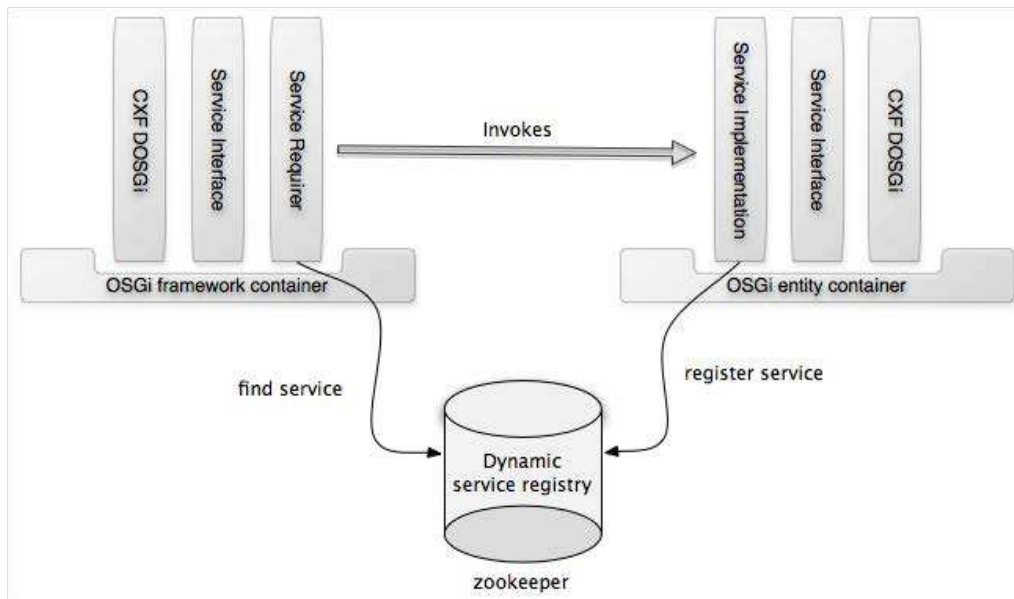 CXF DOSGi
Service Interface
Service Requirer
Invokes
Service Implementation
Service Interface
CXF DOSGi
OSGi framework container
OSGi entity container
find service
register service
Dynamic
service registry
zookeeper